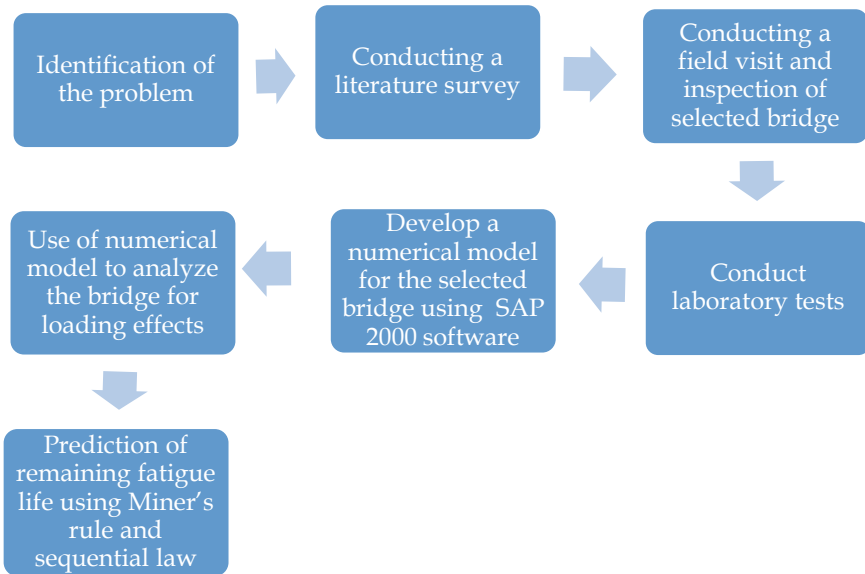 Identification of
the problem
Conducting a
literature survey
Conducting a
field visit and
inspection of
selected bridge
Conduct
laboratory tests
Develop a
numerical model
for the selected
bridge using SAP
2000 software
Use of numerical
model to analyze
the bridge for
loading effects
Prediction of
remaining fatigue
life using Miner’s
rule and
sequential law